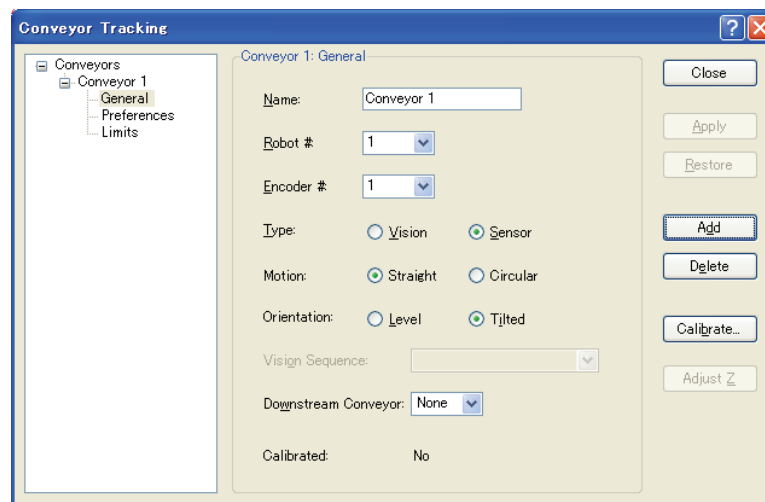 Conveyor Tracking
Conveyors
Conveyor 1
General
Preferences
Limits
Conveyor 1: General
Name: Conveyor 1
Robot # 1
Encoder # 1
Type: Vision Sensor
Motion: Straight Circular
Orientation: Level Tilted
Vision Sequence:
Downstream Conveyor: None
Calibrated: No
Close
Apply
Restore
Add
Delete
Calibrate...
Adjust Z